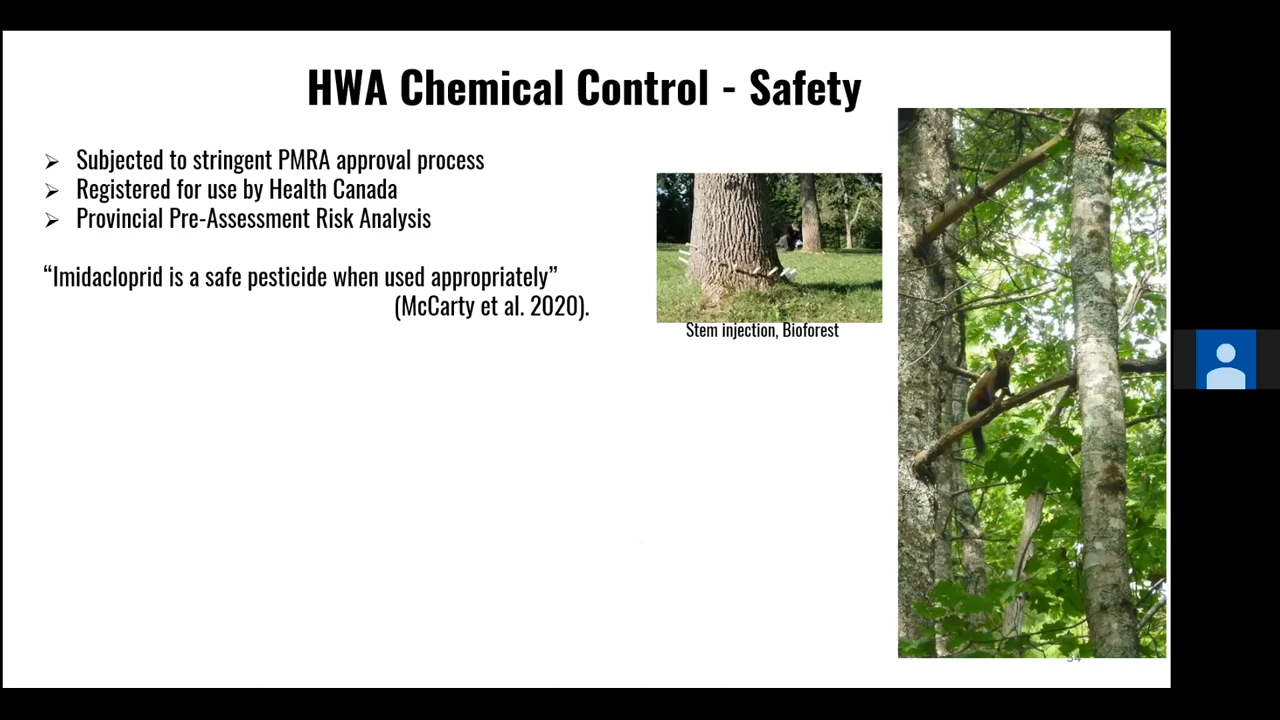 HWA Chemical Control - Safety
➢ Subjected to stringent PMRA approval process
➢ Registered for use by Health Canada
➢ Provincial Pre-Assessment Risk Analysis
“Imidacloprid is a safe pesticide when used appropriately”
(McCarty et al. 2020).
Stem injection, Bioforest
34